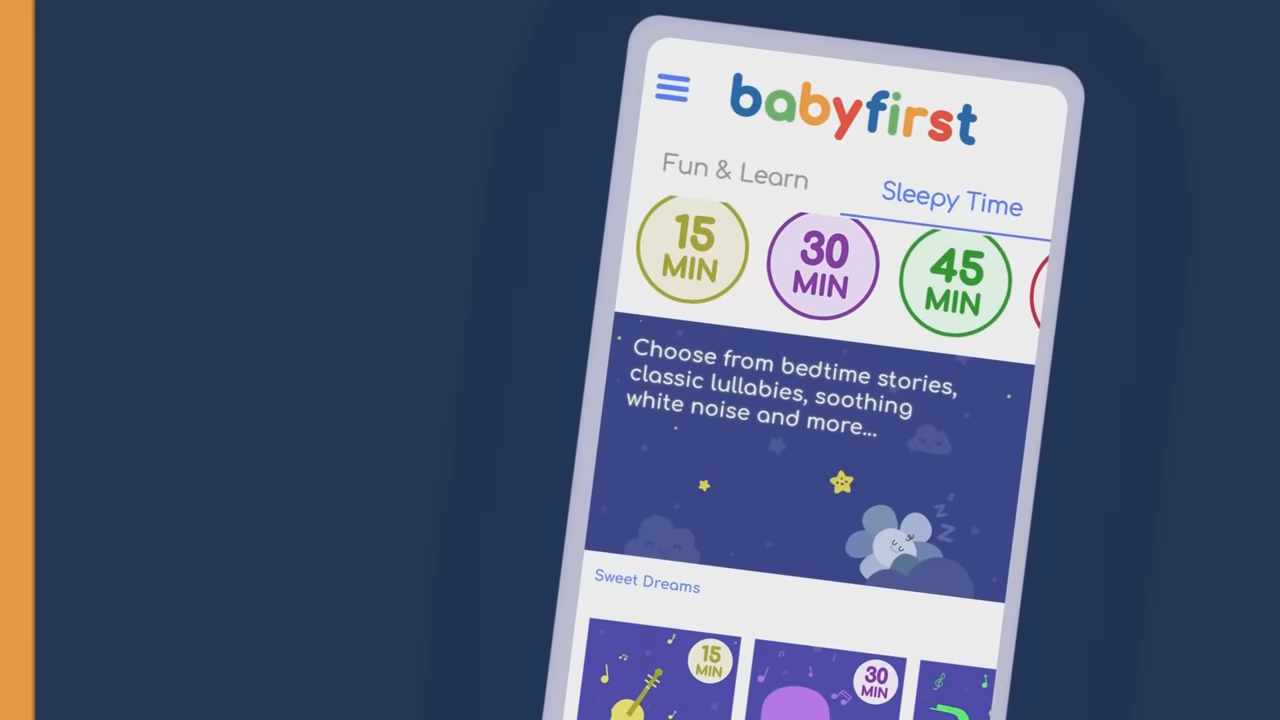 babyfirst
Fun & Learn
Sleepy Time
15
MIN
30
MIN
45
MIN
Choose from bedtime stories,
classic lullabies, soothing
white noise and more...
z
z
z
Sweet Dreams
15
MIN
30
MIN